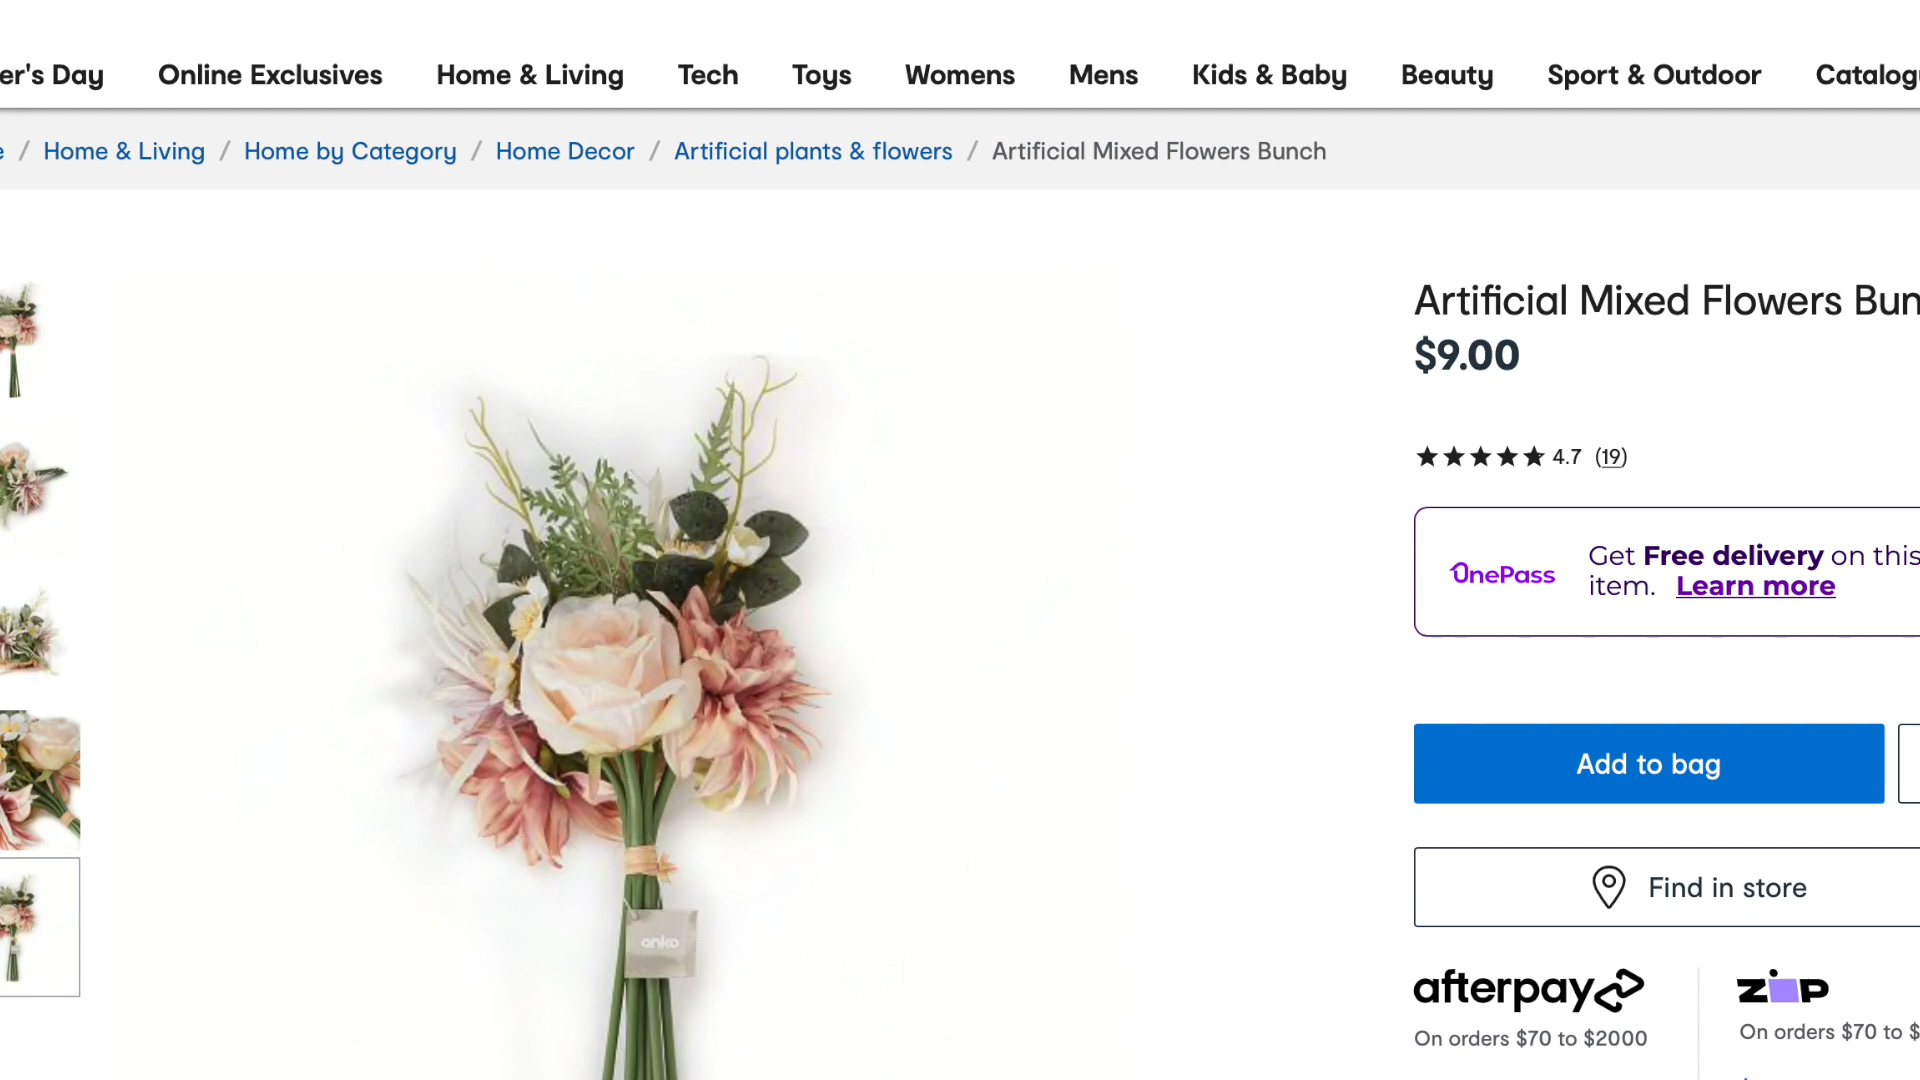 er's Day Online Exclusives Home & Living Tech Toys Womens Mens Kids & Baby Beauty Sport & Outdoor Catalog
/ Home & Living / Home by Category / Home Decor / Artificial plants & flowers / Artificial Mixed Flowers Bunch
Artificial Mixed Flowers Bun
$9.00
4.7 (19)
OnePass
Get Free delivery on this
item. Learn more
Add to bag
Find in store
anko
afterpay
On orders $70 to $2000
zip
On orders $70 to $